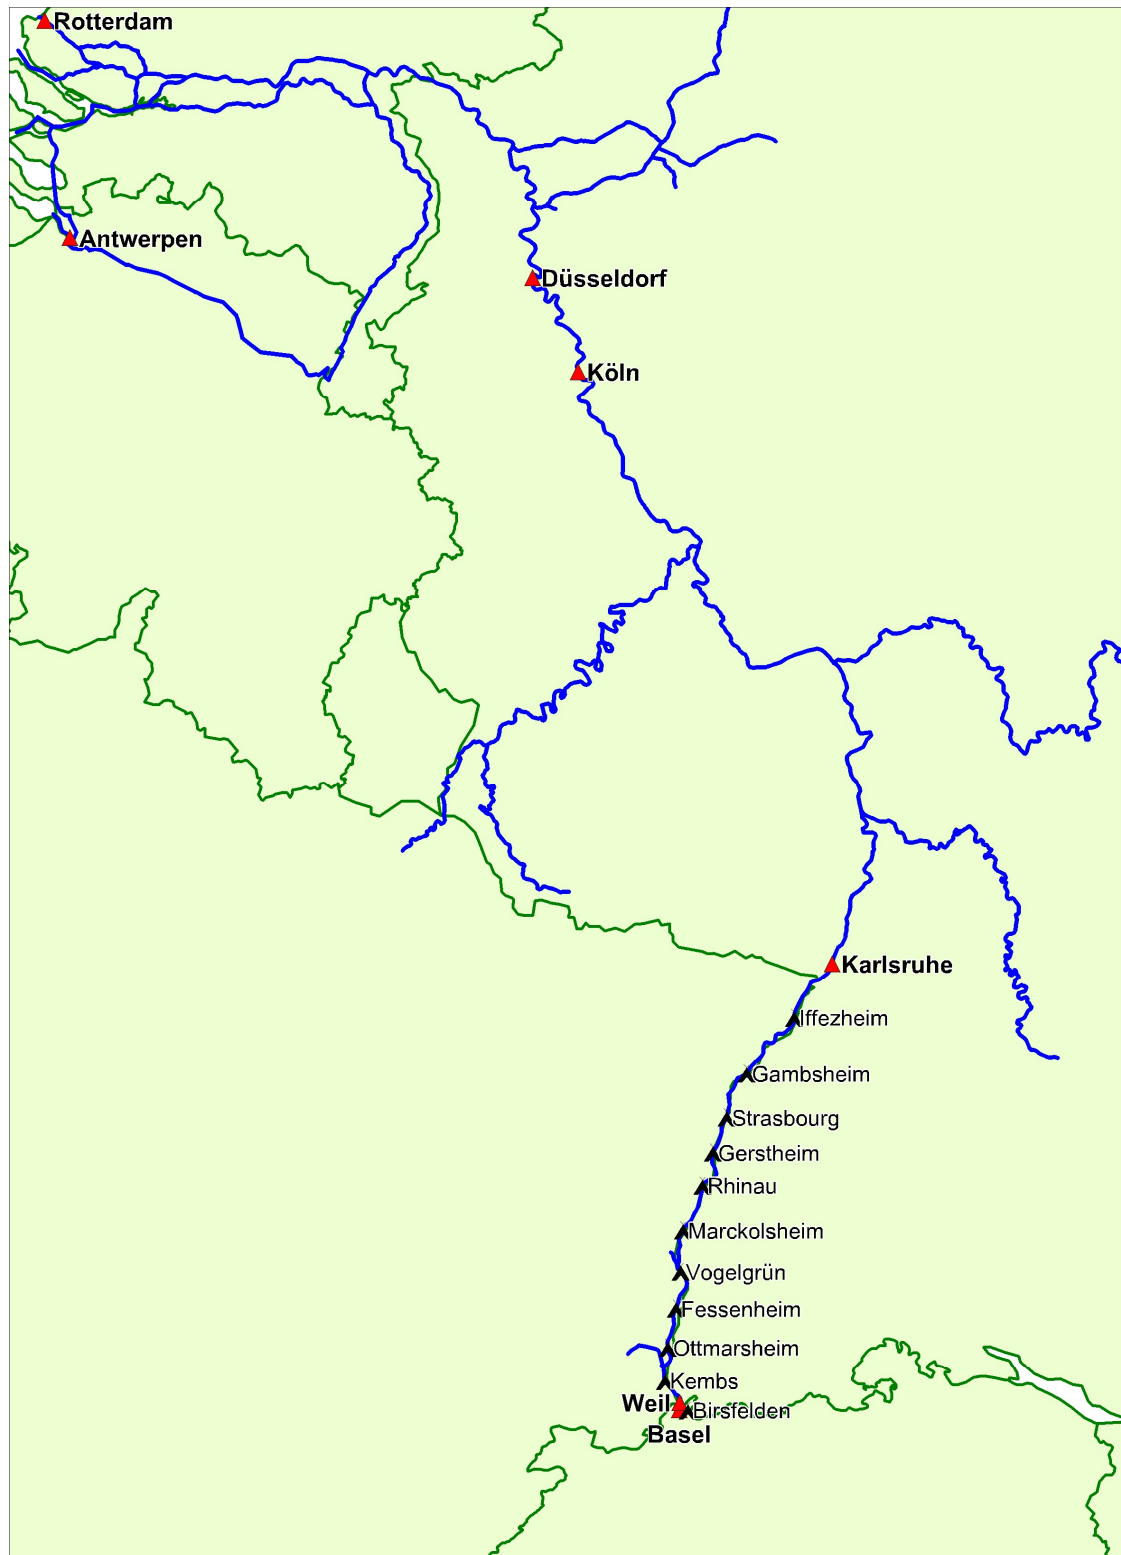 Rotterdam
Antwerpen
Düsseldorf
Köln
Karlsruhe
Iffezheim
Gambsheim
Strasbourg
Gerstheim
Rhinau
Marckolsheim
Vogelgrün
Fessenheim
Ottmarsheim
Kembs
Weil
Birsfelden
Basel